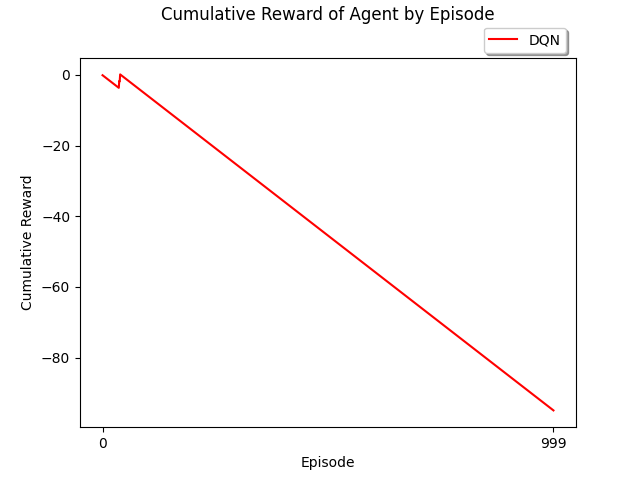 Cumulative Reward of Agent by Episode
DQN
0
−20
−40
−60
−80
Cumulative Reward
0
999
Episode